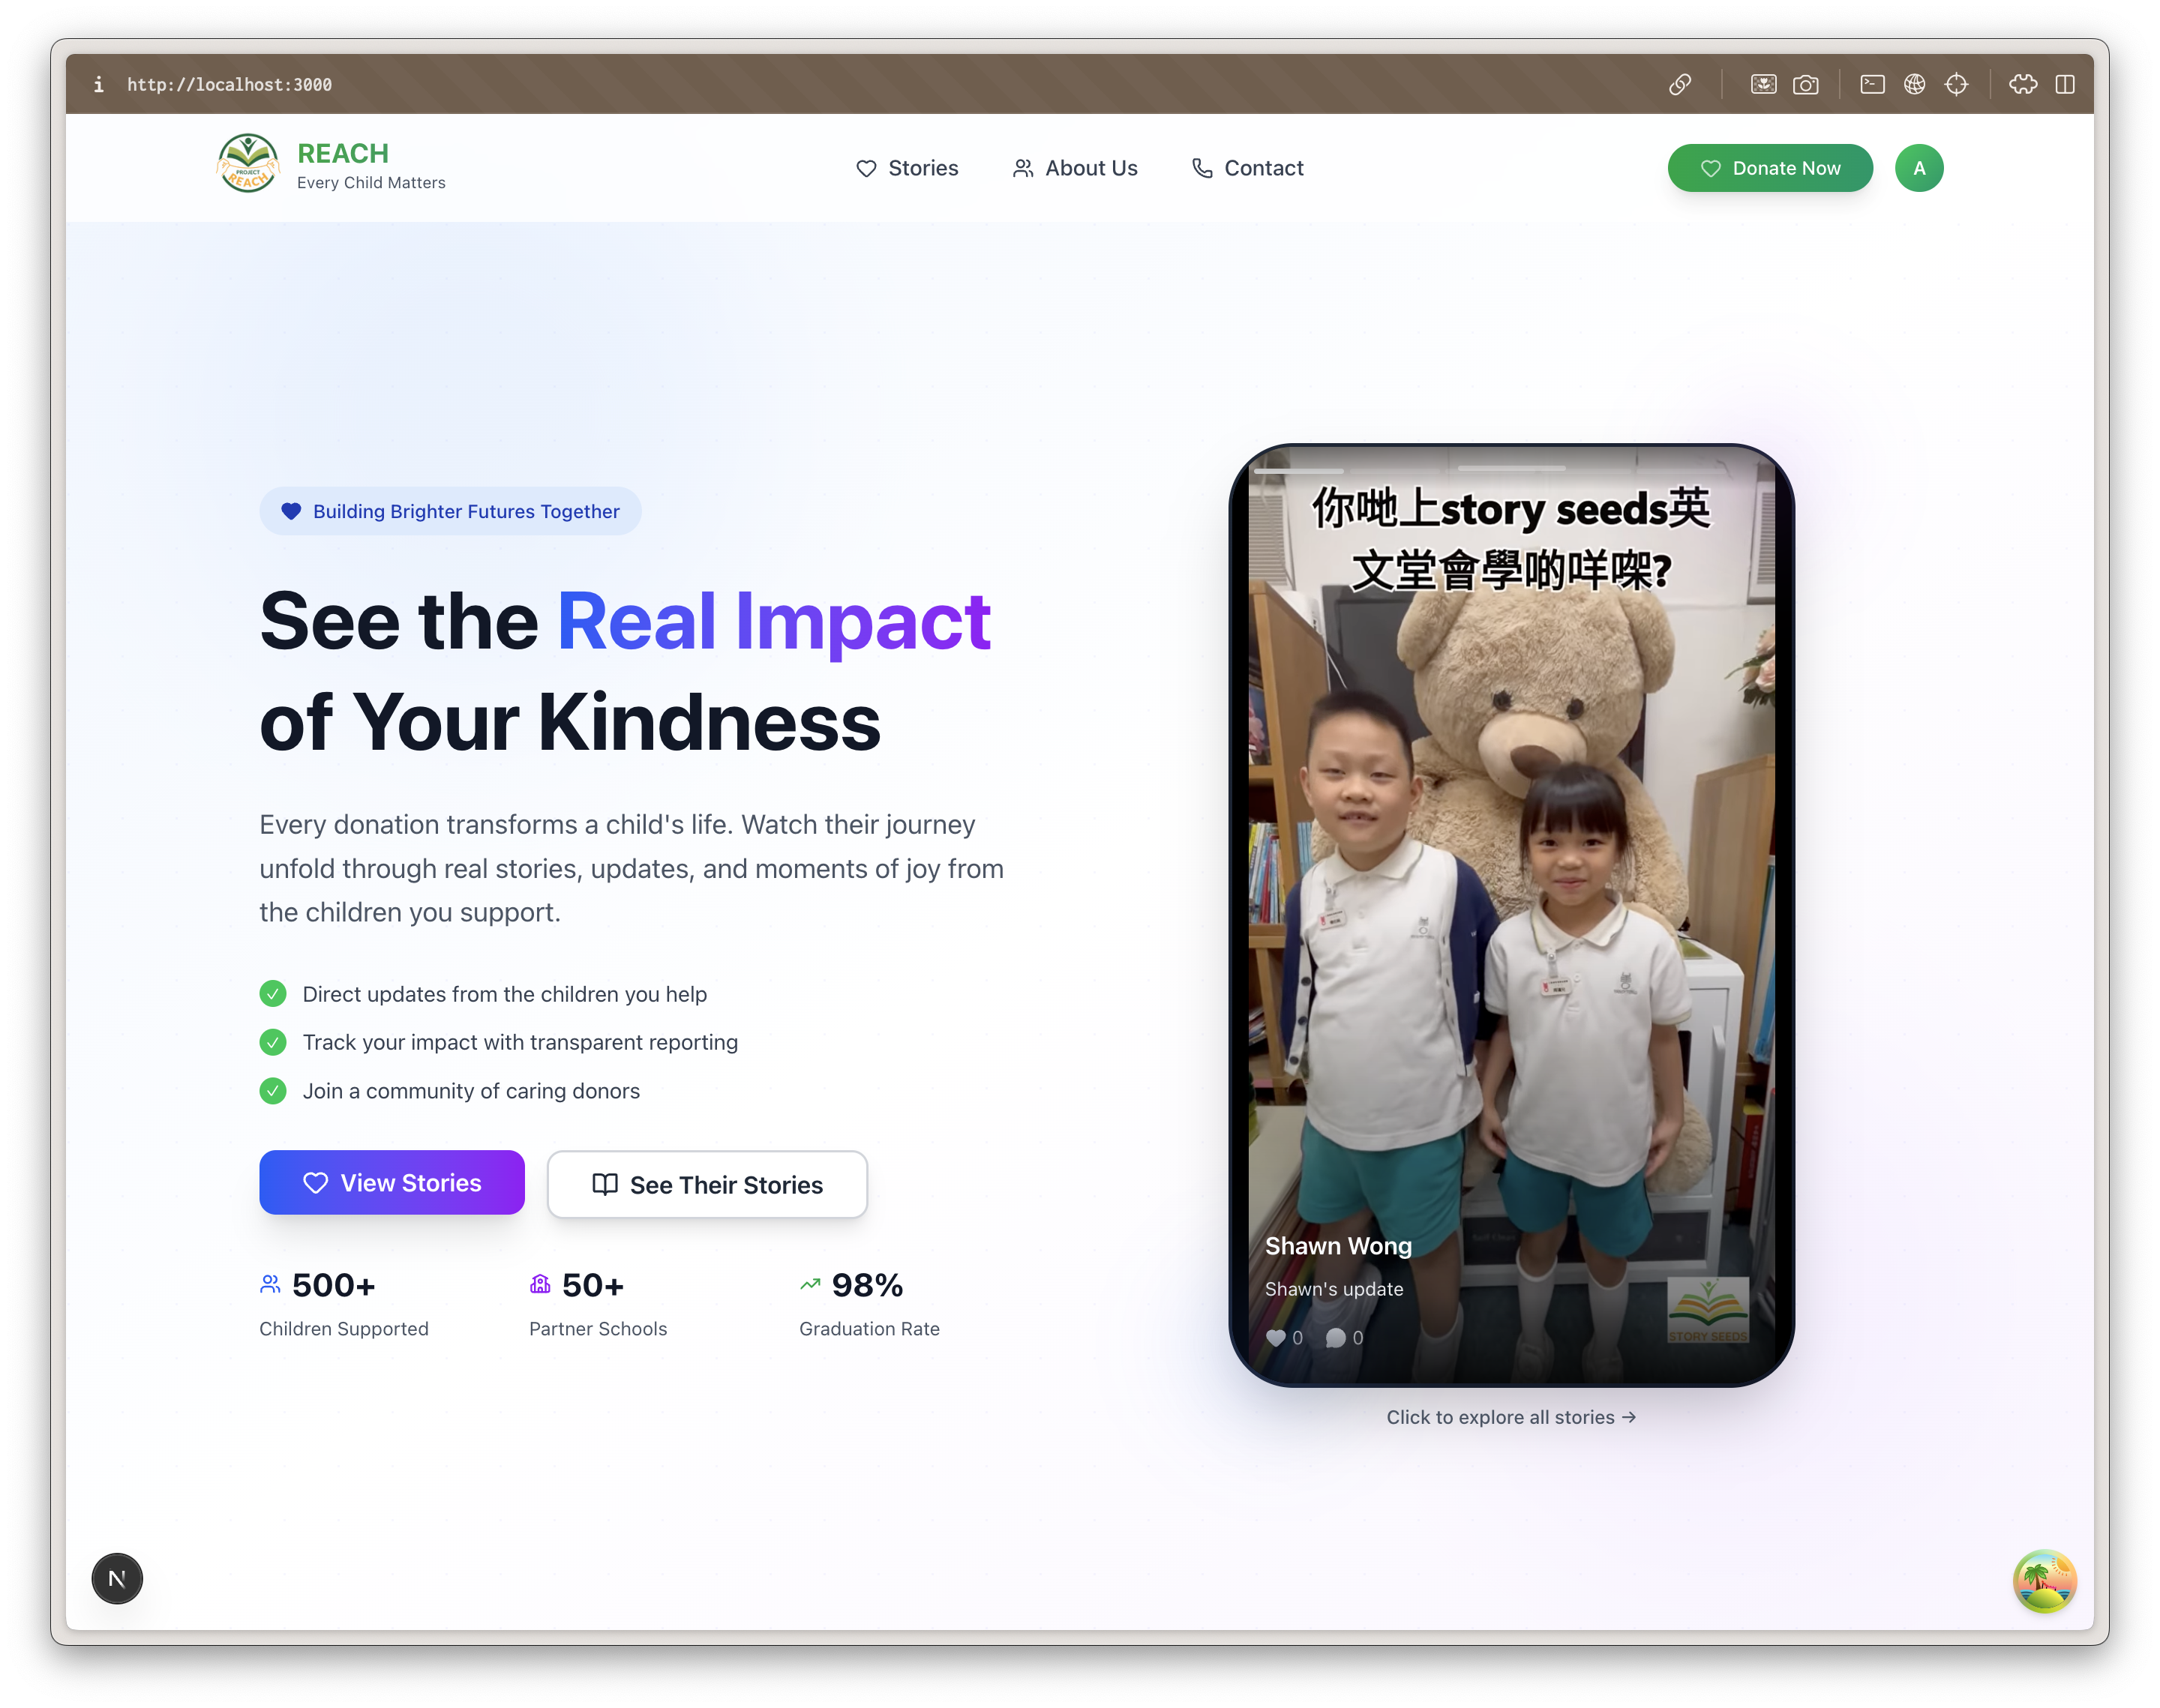 http://localhost:3000
PROJECT
REACH
REACH
Every Child Matters
Stories
About Us
Contact
Donate Now
A
Building Brighter Futures Together
See the Real Impact
of Your Kindness
Every donation transforms a child's life. Watch their journey
unfold through real stories, updates, and moments of joy from
the children you support.
Direct updates from the children you help
Track your impact with transparent reporting
Join a community of caring donors
View Stories
See Their Stories
500+
Children Supported
50+
Partner Schools
98%
Graduation Rate
你哋上story seeds英
文堂會學啲咩㗎?
Shawn Wong
Shawn's update
0
0
STORY SEEDS
Click to explore all stories →
N